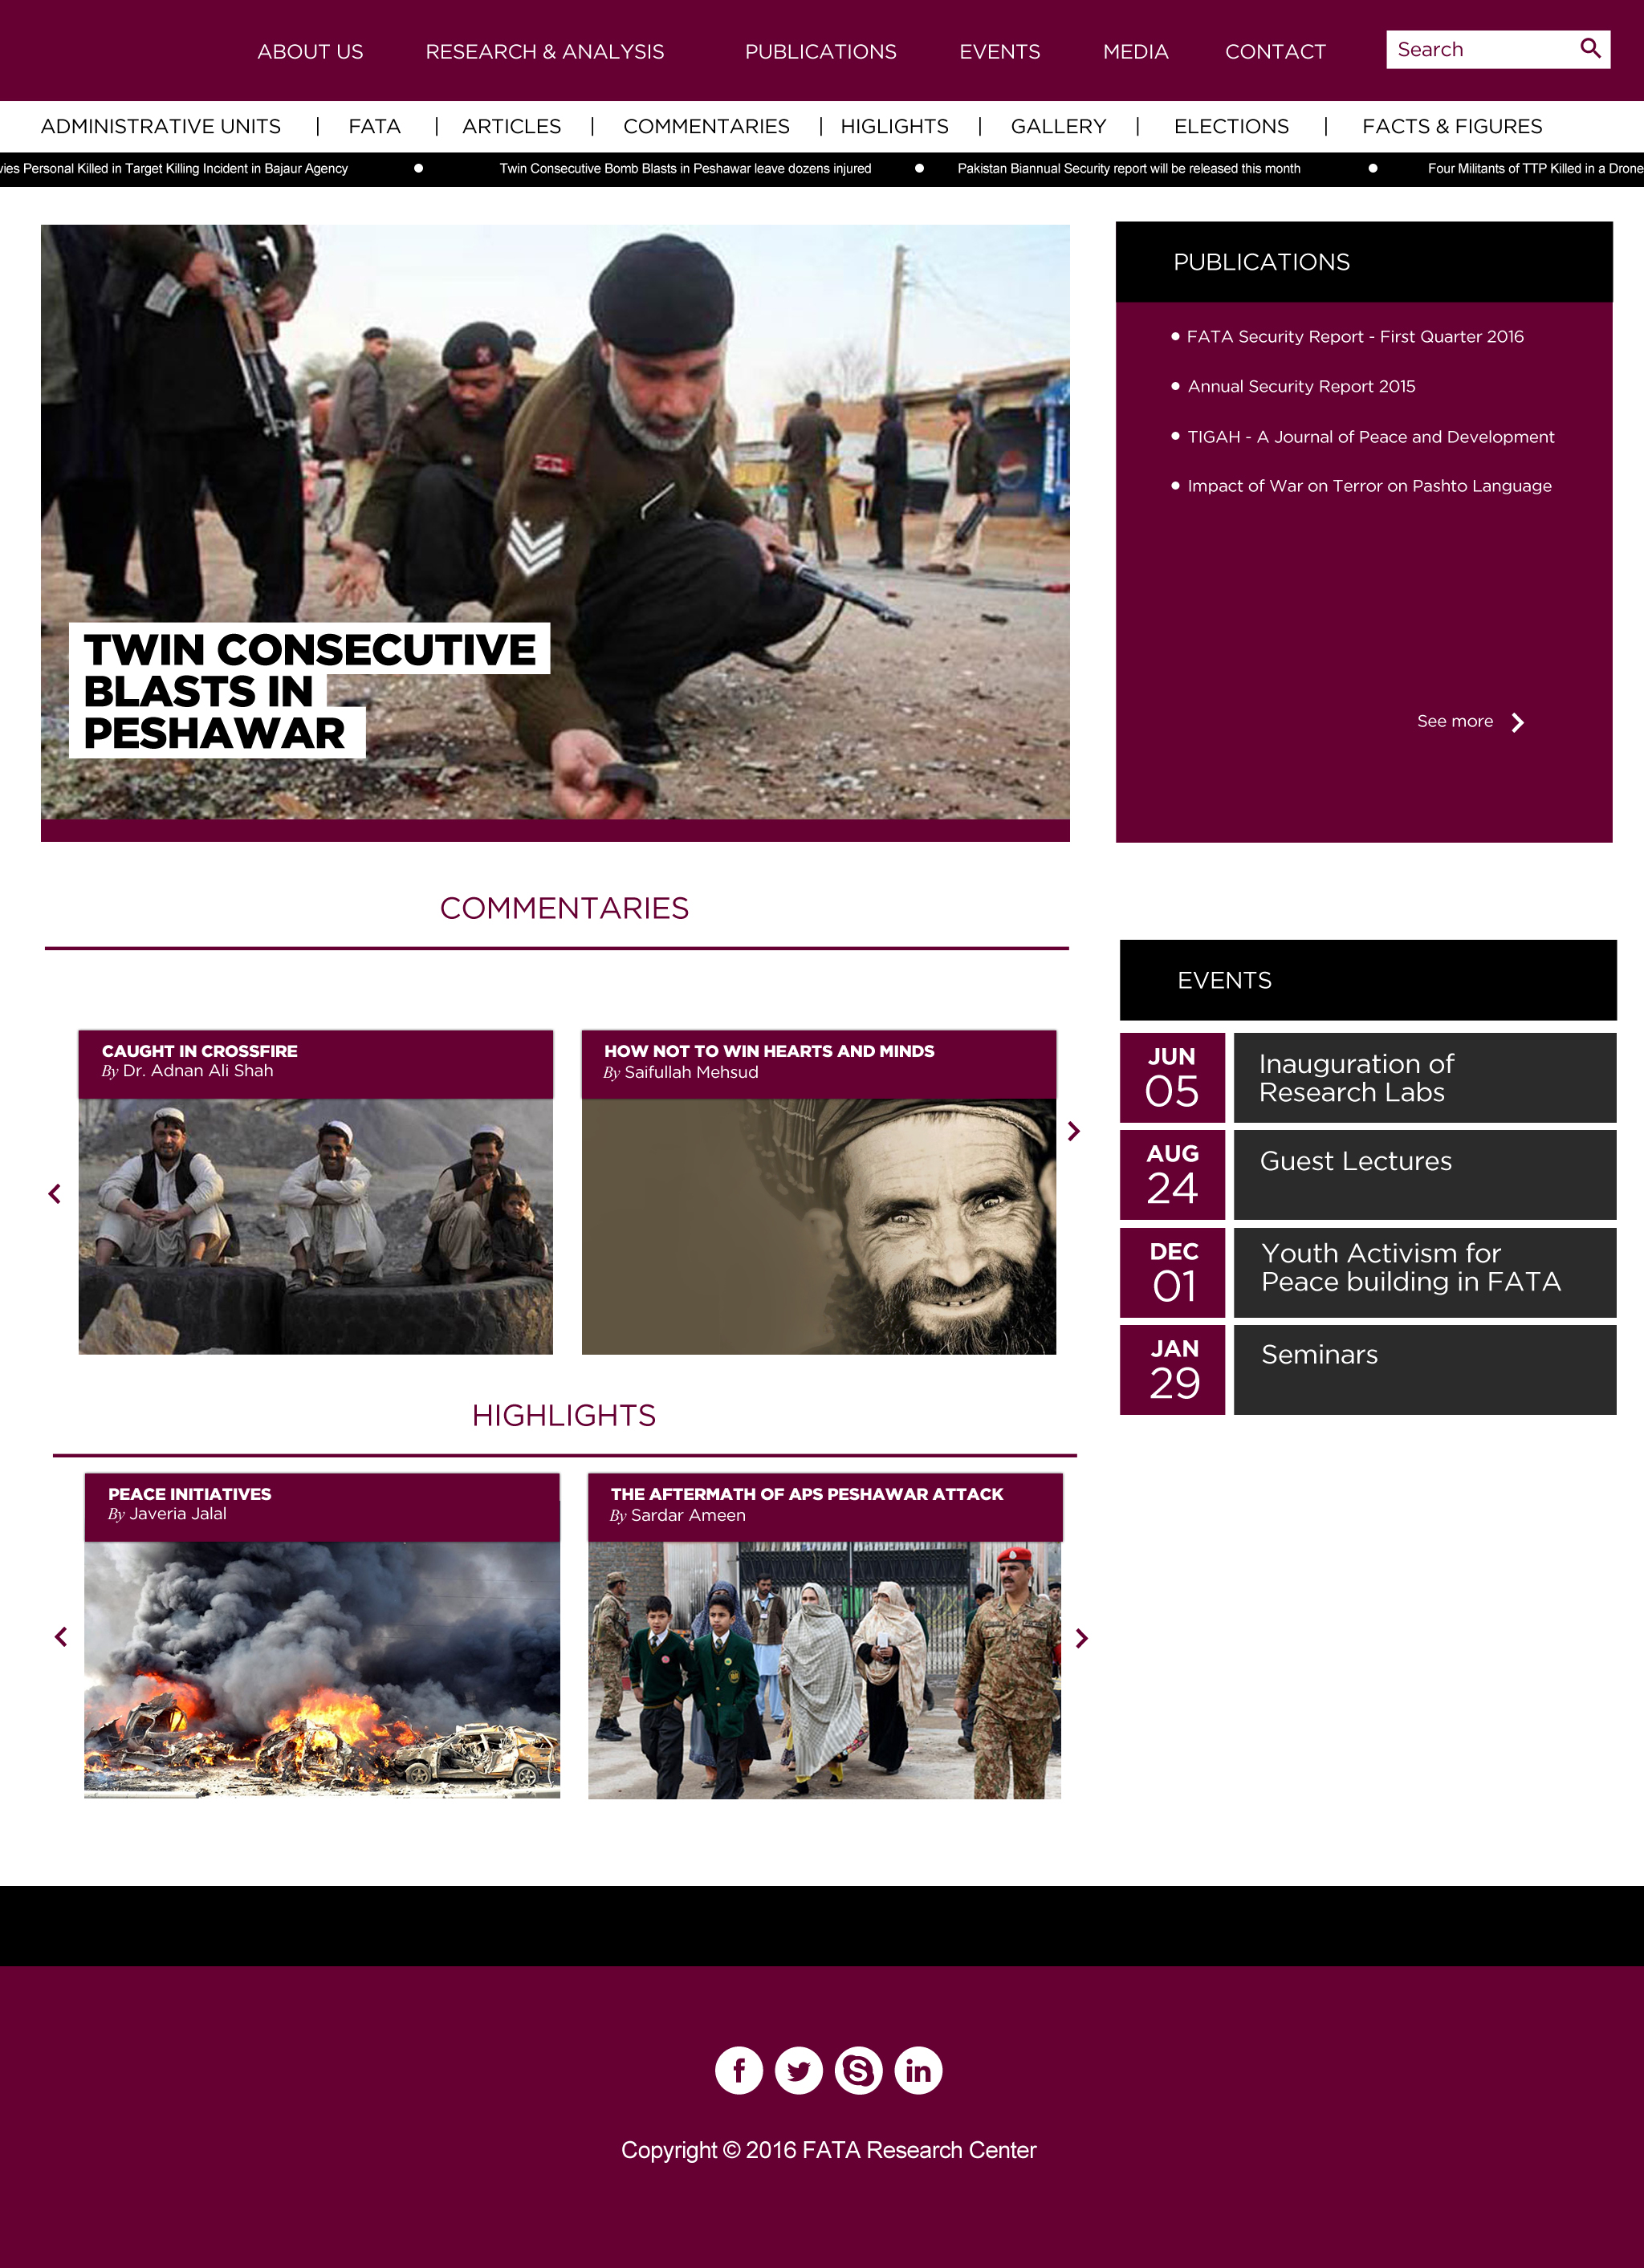 ABOUT US
RESEARCH & ANALYSIS
PUBLICATIONS
EVENTS
MEDIA
CONTACT
Search
ADMINISTRATIVE UNITS | FATA | ARTICLES | COMMENTARIES | HIGLIGHTS | GALLERY | ELECTIONS | FACTS & FIGURES
Personal Killed in Target Killing Incident in Bajaur Agency
Twin Consecutive Bomb Blasts in Peshawar leave dozens injured
Pakistan Biannual Security report will be released this month
Four Militants of TTP Killed in a Drone
TWIN CONSECUTIVE
BLASTS IN
PESHAWAR
PUBLICATIONS
FATA Security Report - First Quarter 2016
Annual Security Report 2015
TIGAH - A Journal of Peace and Development
Impact of War on Terror on Pashto Language
See more
COMMENTARIES
CAUGHT IN CROSSFIRE
By Dr. Adnan Ali Shah
HOW NOT TO WIN HEARTS AND MINDS
By Saifullah Mehsud
EVENTS
JUN
05
Inauguration of
Research Labs
AUG
24
Guest Lectures
DEC
01
Youth Activism for
Peace building in FATA
JAN
29
Seminars
HIGHLIGHTS
PEACE INITIATIVES
By Javeria Jalal
THE AFTERMATH OF APS PESHAWAR ATTACK
By Sardar Ameen
Copyright © 2016 FATA Research Center